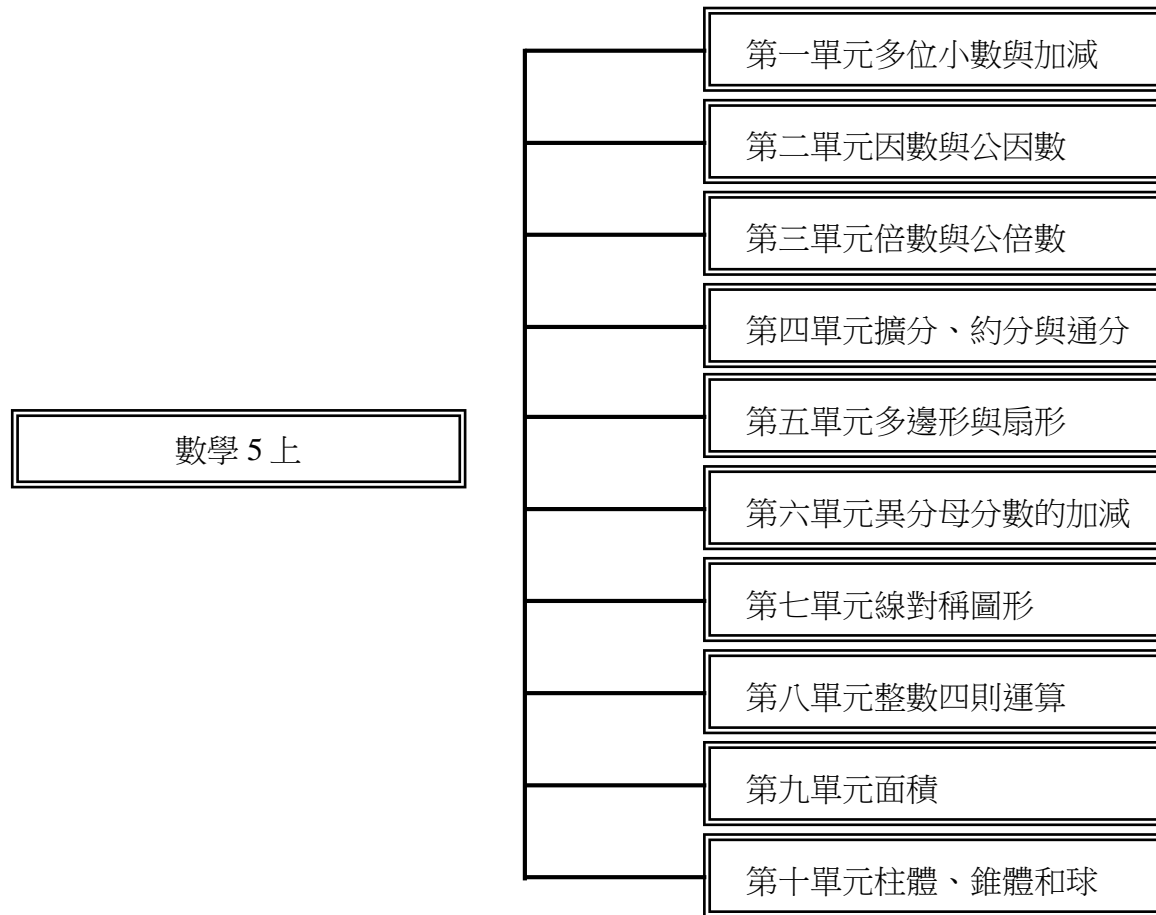 第一單元多位小數與加減
第二單元因數與公因數
第三單元倍數與公倍數
第四單元擴分、約分與通分
第五單元多邊形與扇形
數學 5 上
第六單元異分母分數的加減
第七單元線對稱圖形
第八單元整數四則運算
第九單元面積
第十單元柱體、錐體和球